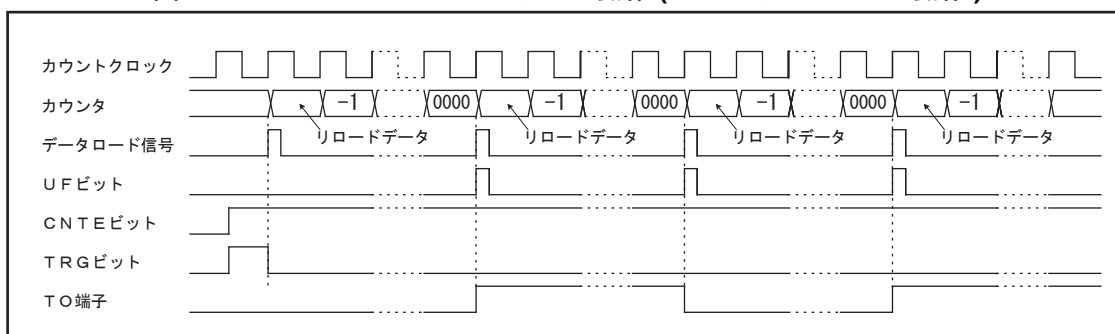 カウントクロック
カウンタ -1 0000 -1 0000 -1 0000 -1
リロードデータ リロードデータ リロードデータ リロードデータ
データロード信号
UFビット
CNTEビット
TRGビット
TO端子